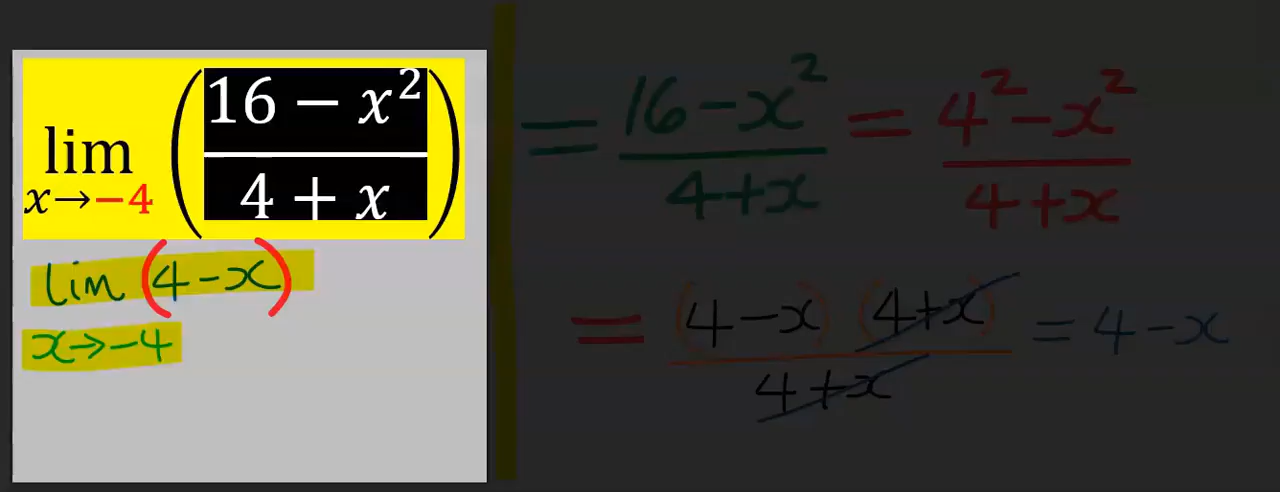 lim x→−4 ( (16 − x²) / (4 + x) )
lim (4 − x)
x→−4
= (16 − x²) / (4 + x) = (4² − x²) / (4 + x)
= (4 − x) (4 + x) / (4 + x) = 4 − x